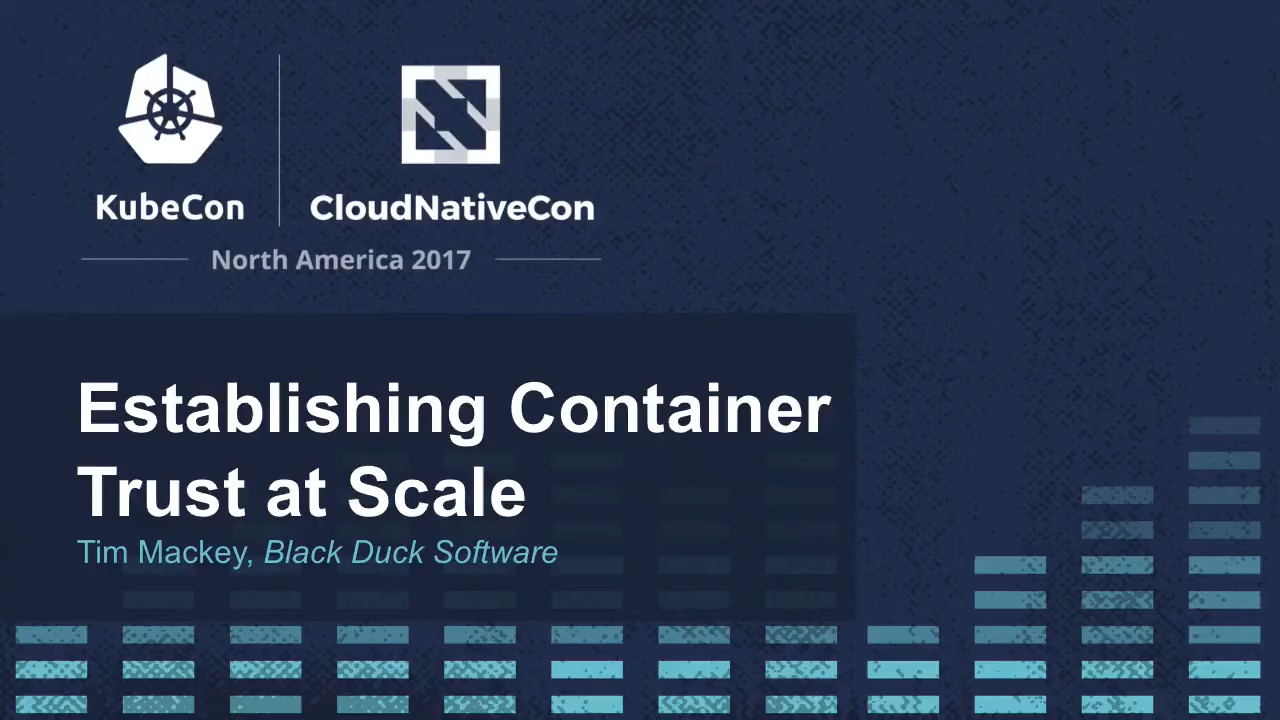 KubeCon
CloudNativeCon
North America 2017
Establishing Container
Trust at Scale
Tim Mackey, Black Duck Software